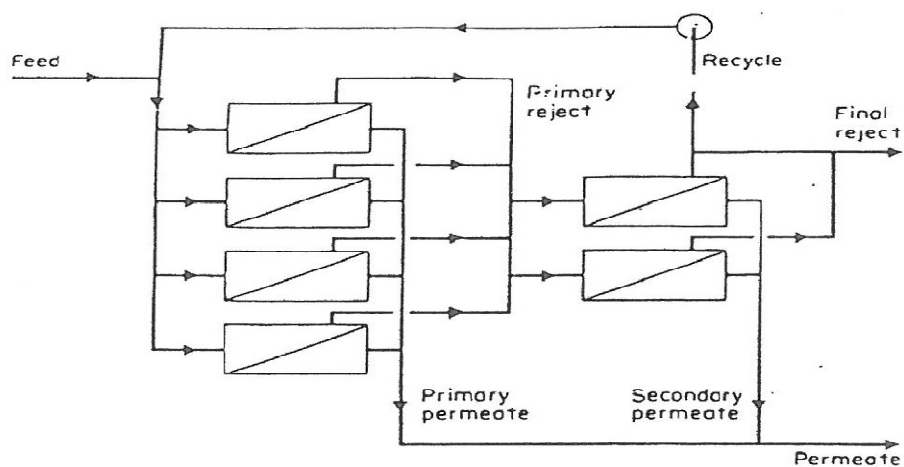 Feed
Recycle
Primary
reject
Final
reject
Primary
permeate
Secondary
permeate
Permeate